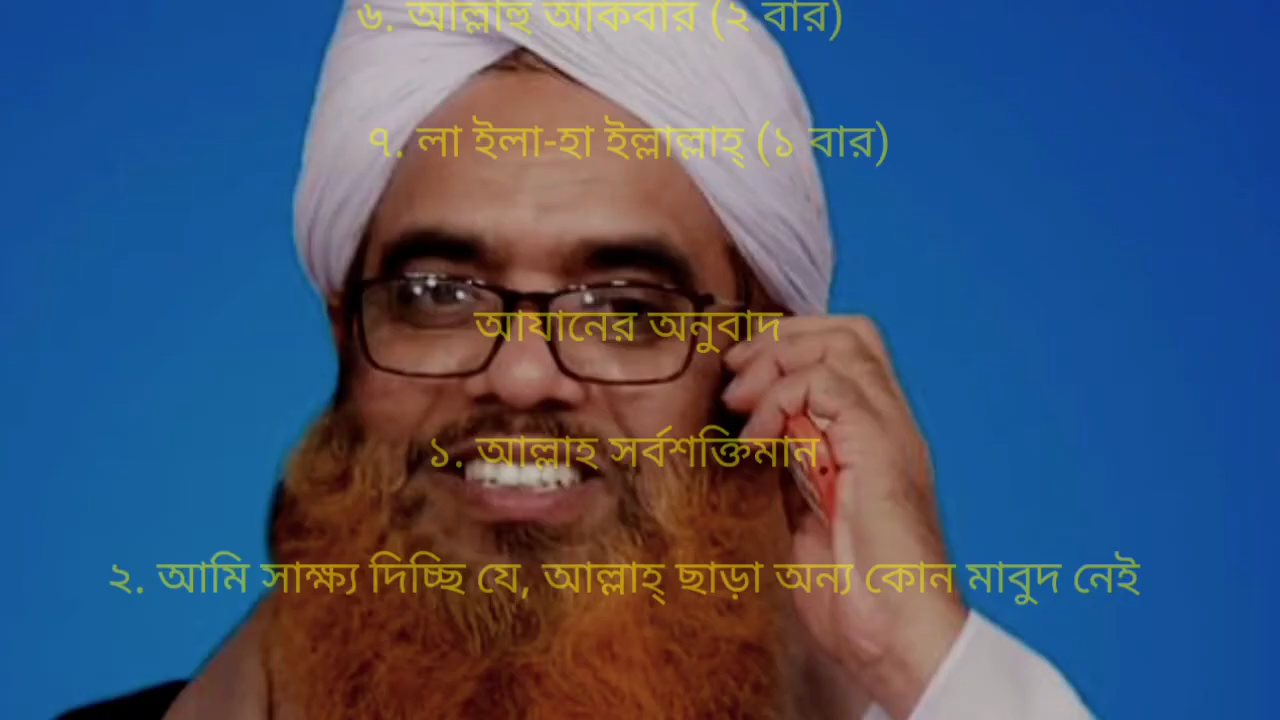 ৬. আল্লাহু আকবার (২ বার)
৭. লা ইলা-হা ইল্লাল্লাহ্ (১ বার)
আযানের অনুবাদ
১. আল্লাহ সর্বশক্তিমান
২. আমি সাক্ষ্য দিচ্ছি যে, আল্লাহ্ ছাড়া অন্য কোন মাবুদ নেই